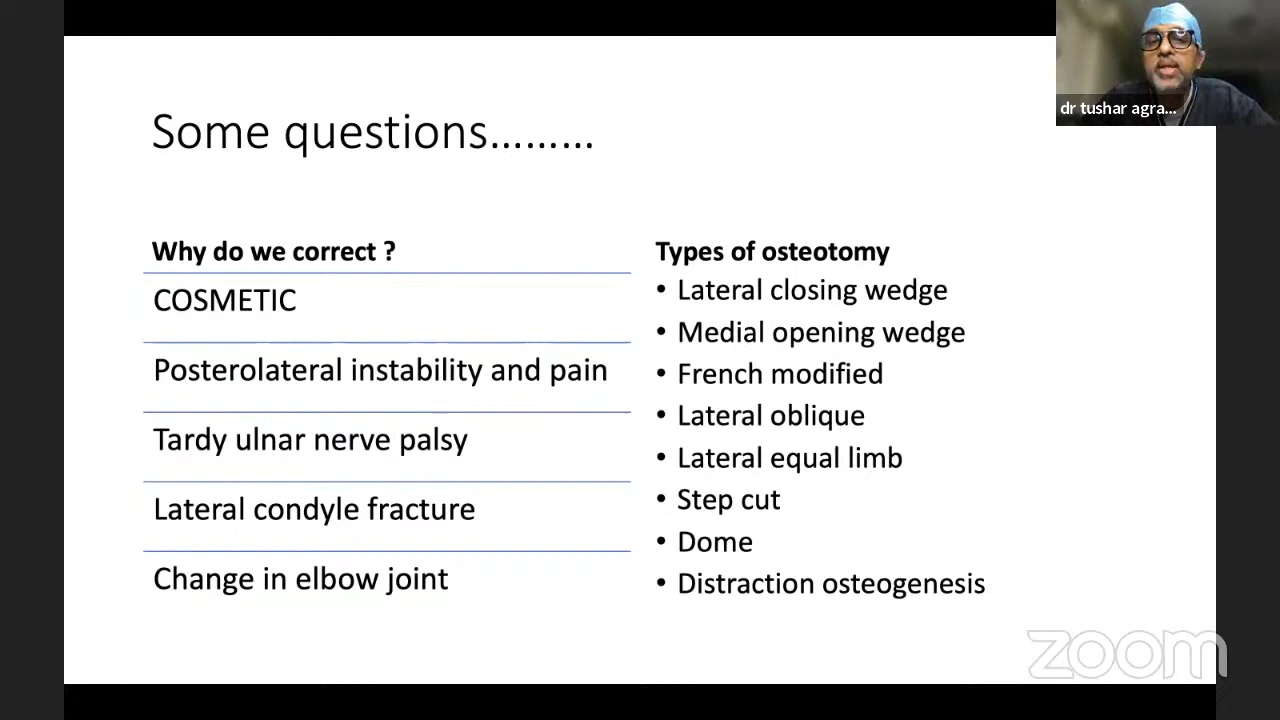 dr tushar agra...
Some questions.........
Why do we correct ?
COSMETIC
Posterolateral instability and pain
Tardy ulnar nerve palsy
Lateral condyle fracture
Change in elbow joint
Types of osteotomy
• Lateral closing wedge
• Medial opening wedge
• French modified
• Lateral oblique
• Lateral equal limb
• Step cut
• Dome
• Distraction osteogenesis
zoom